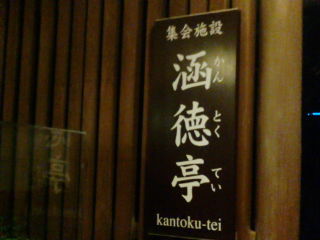 集会施設
涵徳亭
かんとくてい
kantoku-tei